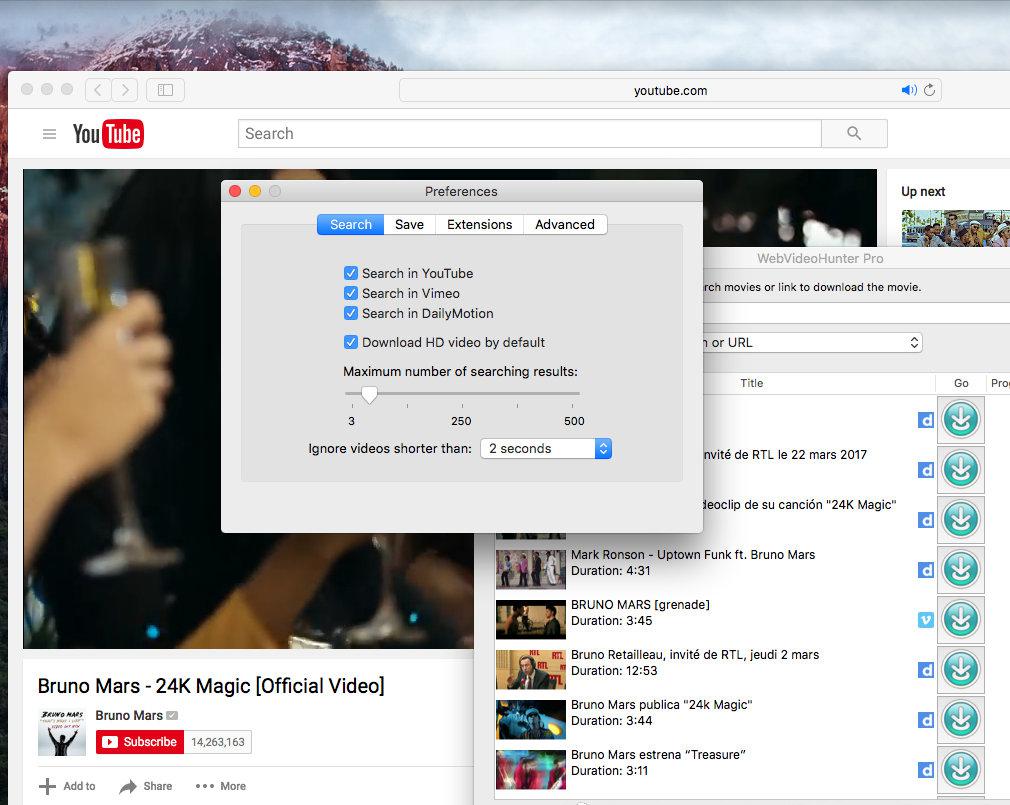 youtube.com
YouTube
Search
Up next
Preferences
Search Save Extensions Advanced
Search in YouTube
Search in Vimeo
Search in DailyMotion
Download HD video by default
Maximum number of searching results:
3 250 500
Ignore videos shorter than: 2 seconds
WebVideoHunter Pro
movies or link to download the movie.
or URL
Title Go
invité de RTL le 22 mars 2017
de su canción "24K Magic"
Mark Ronson - Uptown Funk ft. Bruno Mars
Duration: 4:31
BRUNO MARS [grenade]
Duration: 3:45
Bruno Retailleau, invité de RTL, jeudi 2 mars
Duration: 12:53
Bruno Mars publica "24k Magic"
Duration: 3:44
Bruno Mars estrena “Treasure”
Duration: 3:11
Bruno Mars - 24K Magic [Official Video]
BRUNO MARS
Bruno Mars
Subscribe 14,263,163
Add to Share More